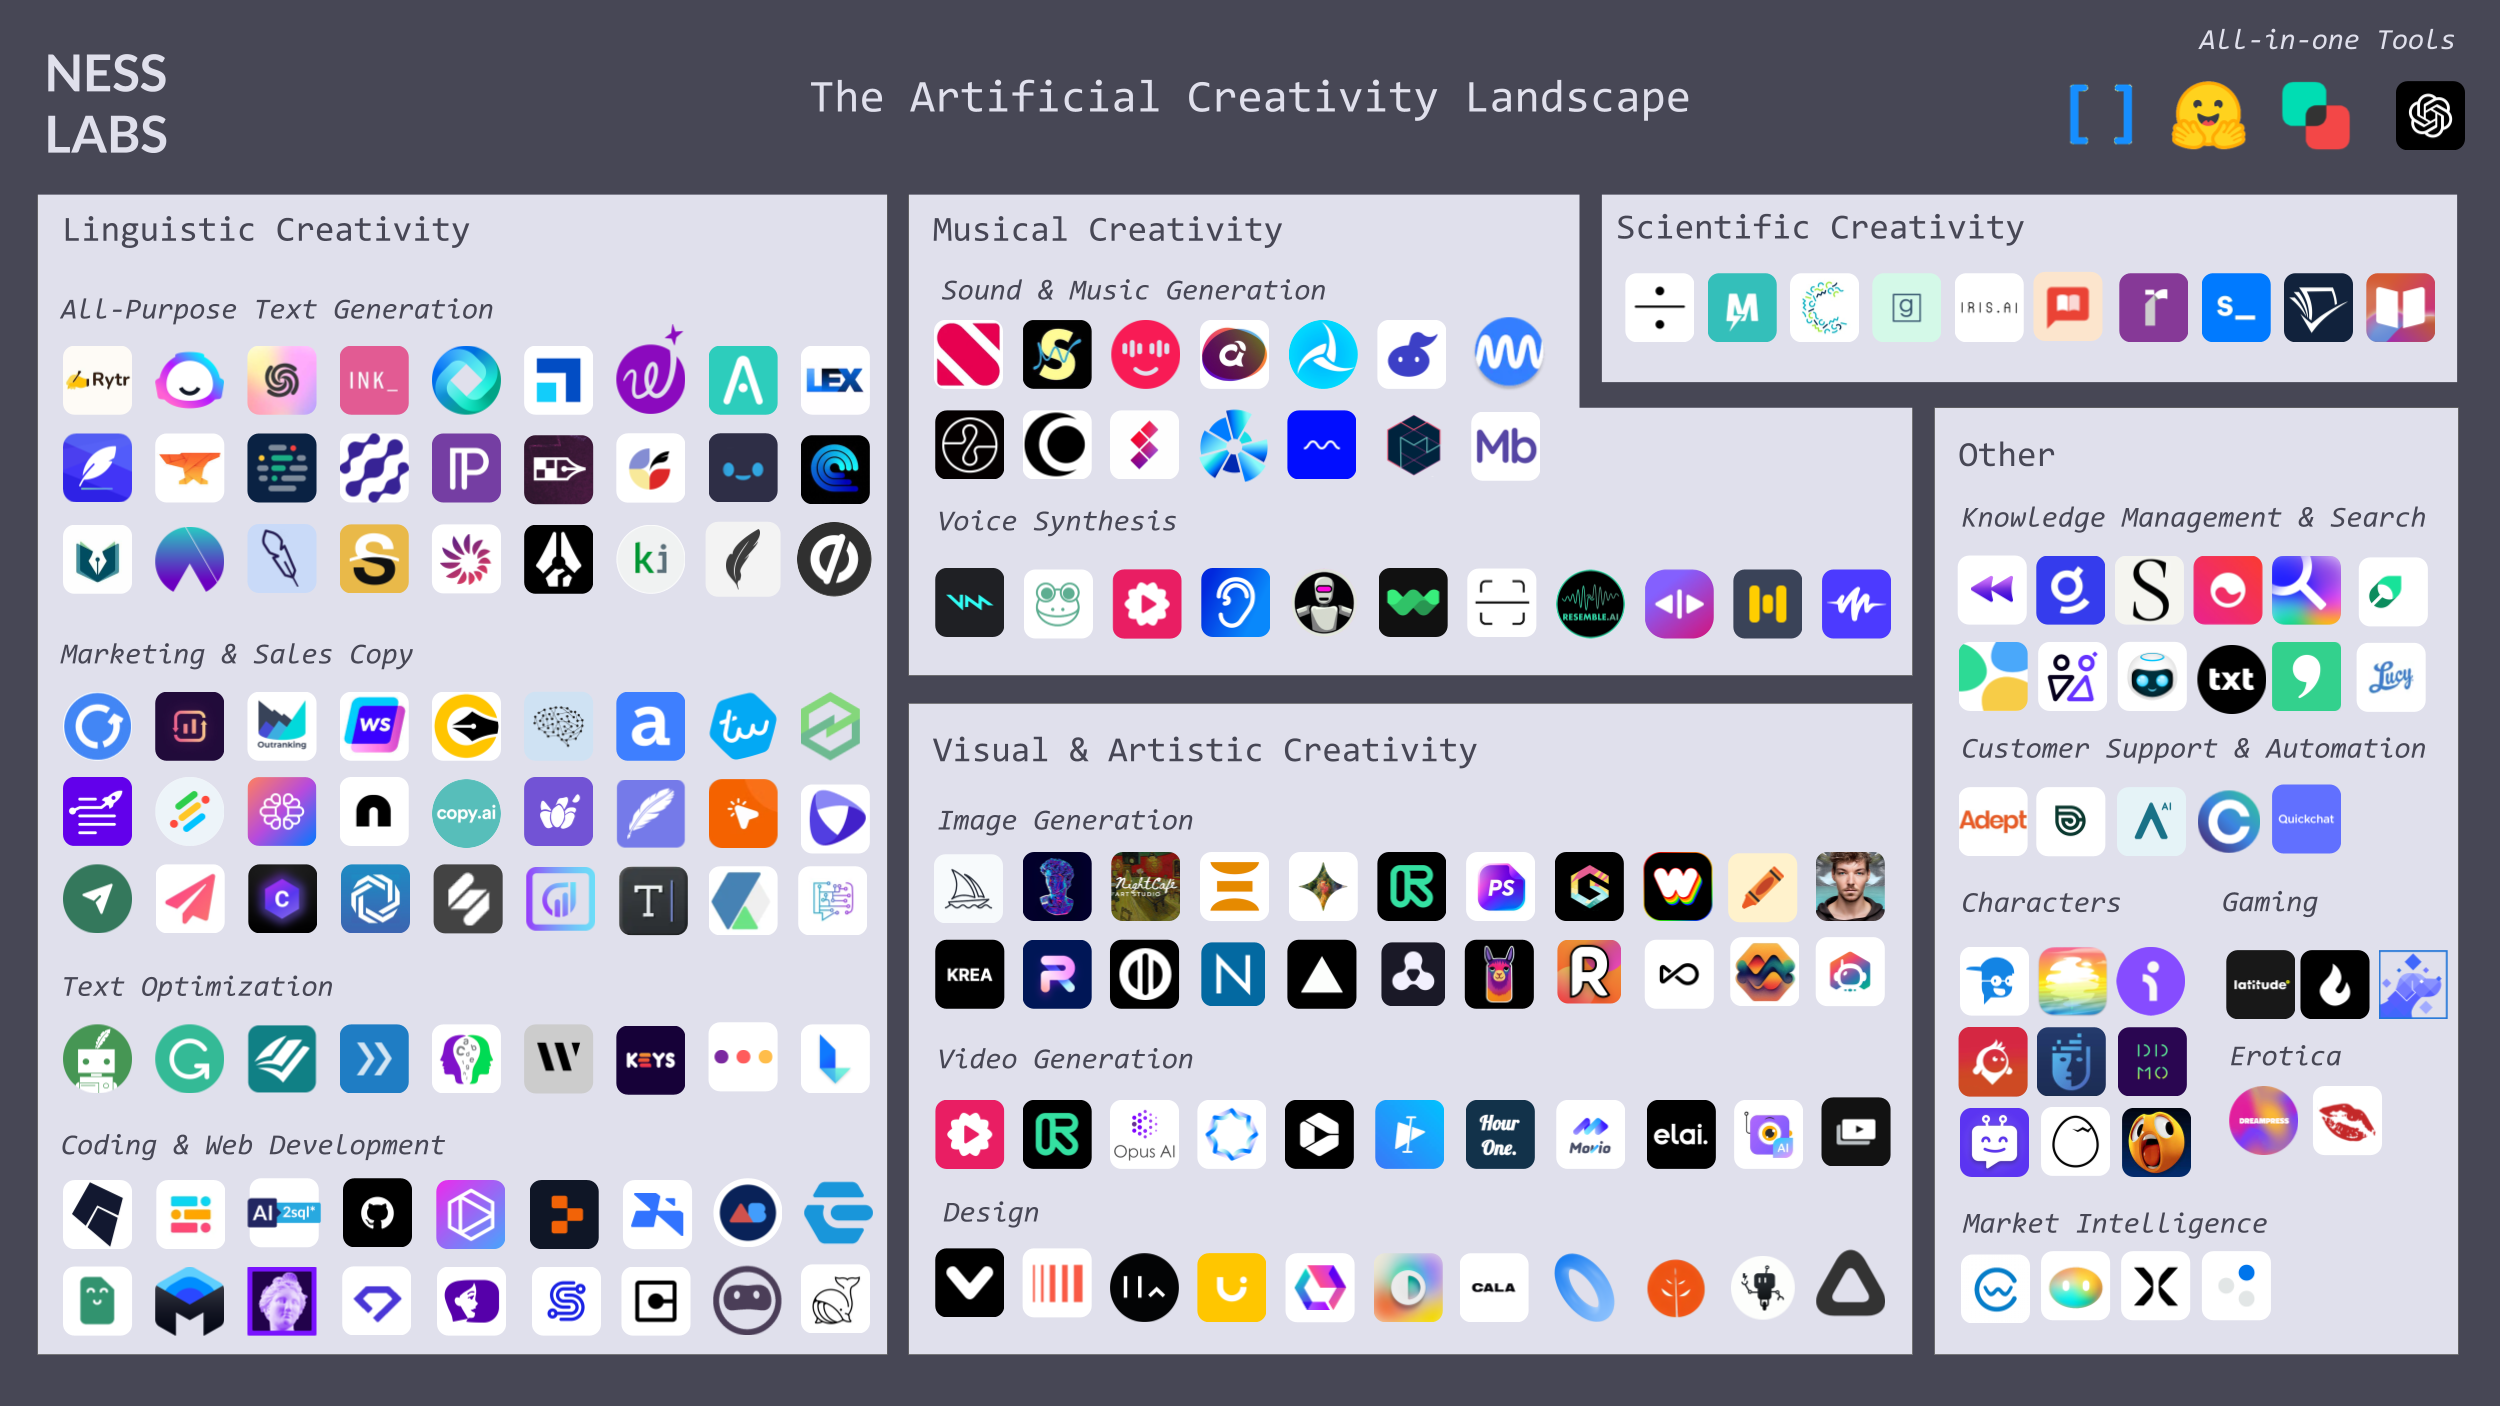 NESS
LABS
The Artificial Creativity Landscape
All-in-one Tools
[ ]
Linguistic Creativity
All-Purpose Text Generation
Rytr
INK_
W
A
LEX
P
S
ki
Marketing & Sales Copy
Outranking
WS
a
tw
n
copy.ai
C
T
Text Optimization
G
W
KEYS
Coding & Web Development
AI 2sql*
AB
Musical Creativity
Sound & Music Generation
S
a
Mb
Voice Synthesis
VM
RESEMBLE.AI
Visual & Artistic Creativity
Image Generation
NightCafe
ART STUDIO
R
PS
G
W
KREA
R
N
R
Video Generation
R
Opus AI
Hour
One.
Movio
elai.
AI
Design
CALA
Scientific Creativity
M
g
IRIS.AI
r
s_
Other
Knowledge Management & Search
g
S
txt
Lucy
Customer Support & Automation
Adept
AI
C
Quickchat
Characters
i
DD
MO
Gaming
latitude
Erotica
DREAMPRESS
Market Intelligence